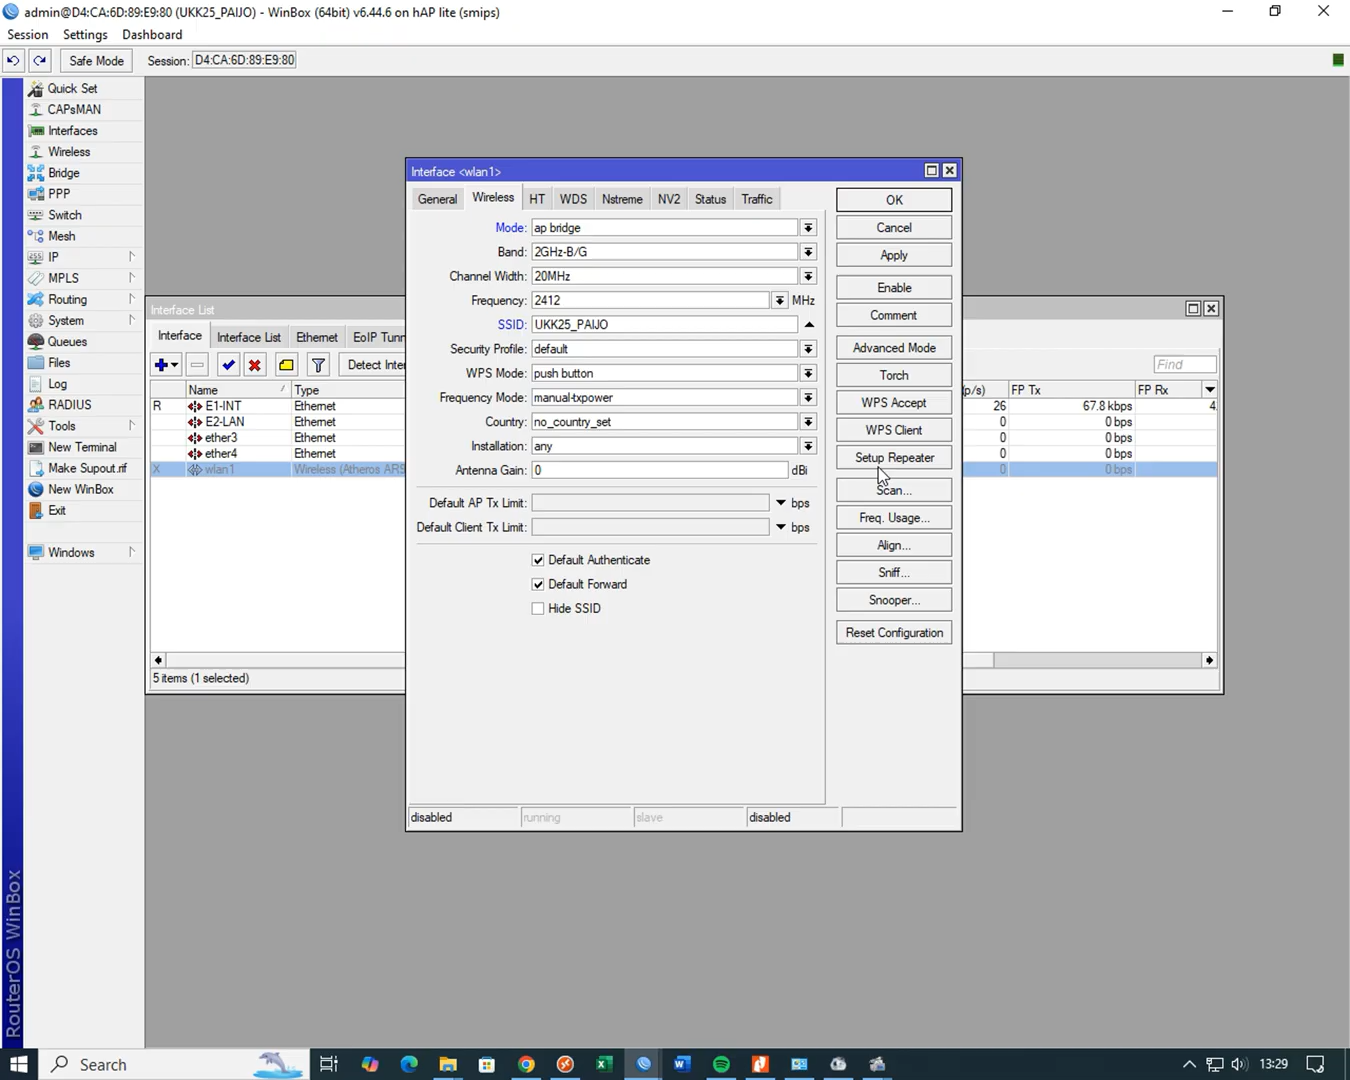 admin@D4:CA:6D:89:E9:80 (UKK25_PAIJO) - WinBox (64bit) v6.44.6 on hAP lite (smips)
Session Settings Dashboard
Safe Mode Session: D4:CA:6D:89:E9:80
Quick Set
CAPsMAN
Interfaces
Wireless
Bridge
PPP
Switch
Mesh
IP
MPLS
Routing
System
Queues
Files
Log
RADIUS
Tools
New Terminal
Make Supout.rif
New WinBox
Exit
Windows
RouterOS WinBox
Interface List
Interface Interface List Ethernet EoIP Tunn
Detect Inter
Find
Name Type
(p/s) FP Tx FP Rx
R E1-INT Ethernet 26 67.8 kbps 4.
E2-LAN Ethernet 0 0 bps
ether3 Ethernet 0 0 bps
ether4 Ethernet 0 0 bps
X wlan1 Wireless (Atheros AR9 0 0 bps
5 items (1 selected)
Interface <wlan1>
General Wireless HT WDS Nstreme NV2 Status Traffic
Mode: ap bridge
Band: 2GHz-B/G
Channel Width: 20MHz
Frequency: 2412 MHz
SSID: UKK25_PAIJO
Security Profile: default
WPS Mode: push button
Frequency Mode: manual-txpower
Country: no_country_set
Installation: any
Antenna Gain: 0 dBi
Default AP Tx Limit: bps
Default Client Tx Limit: bps
Default Authenticate
Default Forward
Hide SSID
OK
Cancel
Apply
Enable
Comment
Advanced Mode
Torch
WPS Accept
WPS Client
Setup Repeater
Scan...
Freq. Usage...
Align...
Sniff...
Snooper...
Reset Configuration
disabled running slave disabled
Search
13:29